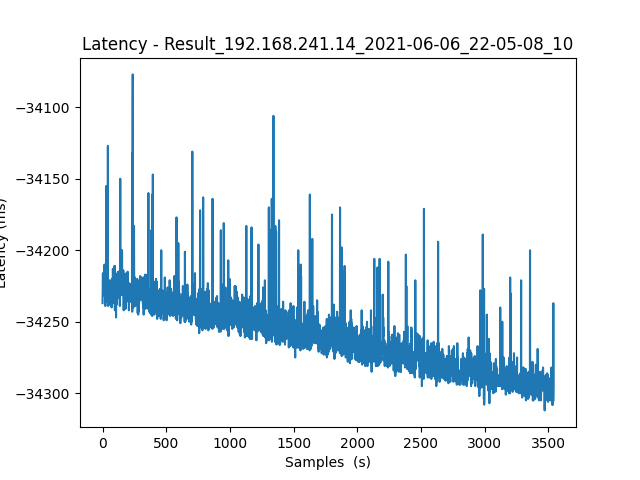 Latency - Result_192.168.241.14_2021-06-06_22-05-08_10
Latency (ms)
−34100
−34150
−34200
−34250
−34300
0 500 1000 1500 2000 2500 3000 3500
Samples  (s)